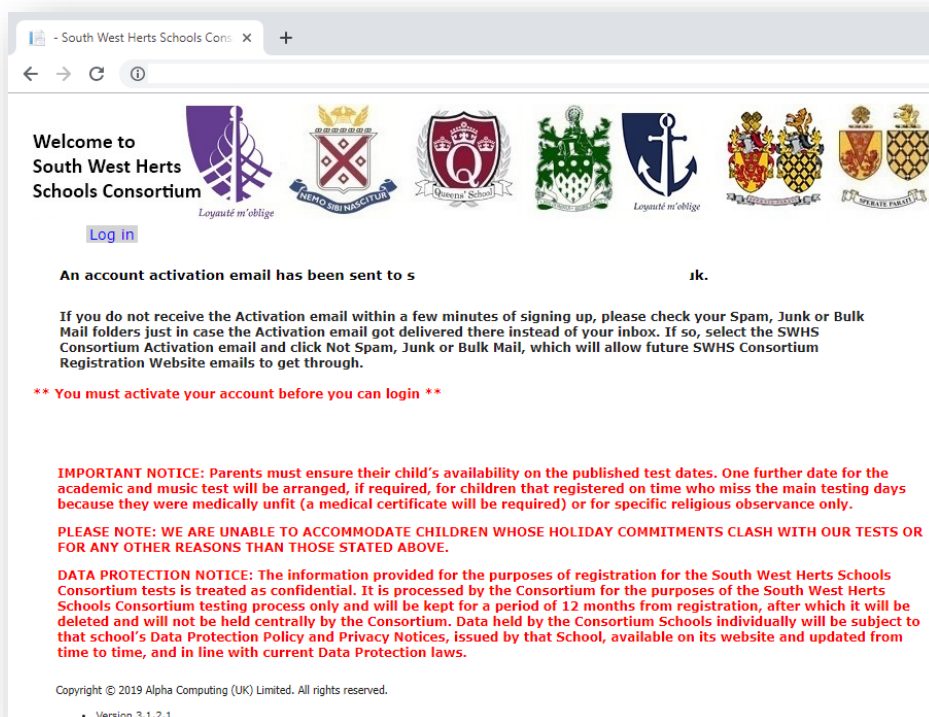 - South West Herts Schools Cons
Welcome to
South West Herts
Schools Consortium
Loyauté m'oblige
NEMO SIBI NASCITUR
Q
Queens' School
Loyauté m'oblige
SPERATE PARATI
Log in
An account activation email has been sent to s uk.
If you do not receive the Activation email within a few minutes of signing up, please check your Spam, Junk or Bulk
Mail folders just in case the Activation email got delivered there instead of your inbox. If so, select the SWHS
Consortium Activation email and click Not Spam, Junk or Bulk Mail, which will allow future SWHS Consortium
Registration Website emails to get through.
** You must activate your account before you can login **
IMPORTANT NOTICE: Parents must ensure their child's availability on the published test dates. One further date for the
academic and music test will be arranged, if required, for children that registered on time who miss the main testing days
because they were medically unfit (a medical certificate will be required) or for specific religious observance only.
PLEASE NOTE: WE ARE UNABLE TO ACCOMMODATE CHILDREN WHOSE HOLIDAY COMMITMENTS CLASH WITH OUR TESTS OR
FOR ANY OTHER REASONS THAN THOSE STATED ABOVE.
DATA PROTECTION NOTICE: The information provided for the purposes of registration for the South West Herts Schools
Consortium tests is treated as confidential. It is processed by the Consortium for the purposes of the South West Herts
Schools Consortium testing process only and will be kept for a period of 12 months from registration, after which it will be
deleted and will not be held centrally by the Consortium. Data held by the Consortium Schools individually will be subject to
that school's Data Protection Policy and Privacy Notices, issued by that School, available on its website and updated from
time to time, and in line with current Data Protection laws.
Copyright © 2019 Alpha Computing (UK) Limited. All rights reserved.
• Version 3.1.2.1